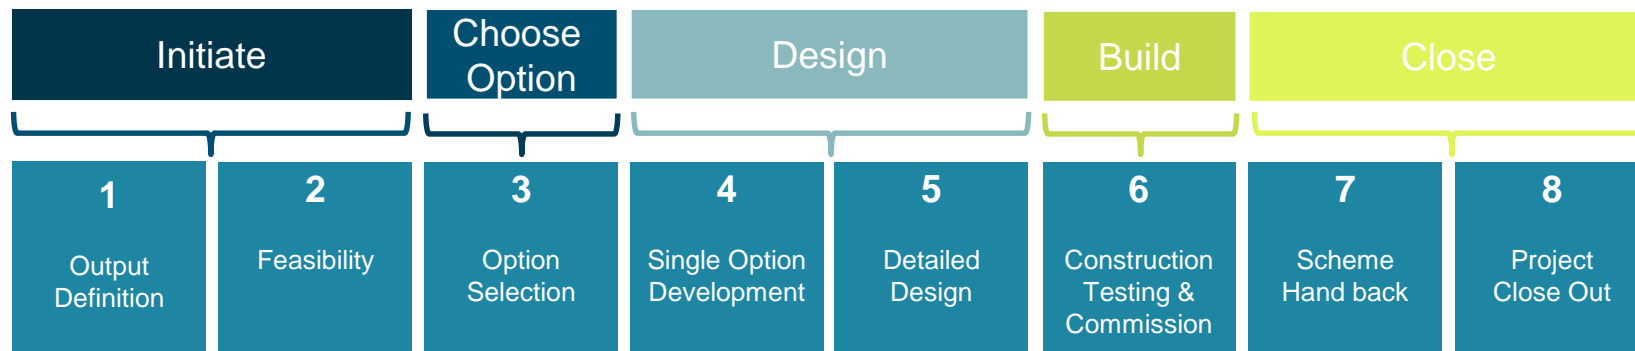 Initiate
Choose
Option
Design
Build
Close
1
Output
Definition
2
Feasibility
3
Option
Selection
4
Single Option
Development
5
Detailed
Design
6
Construction
Testing &
Commission
7
Scheme
Hand back
8
Project
Close Out